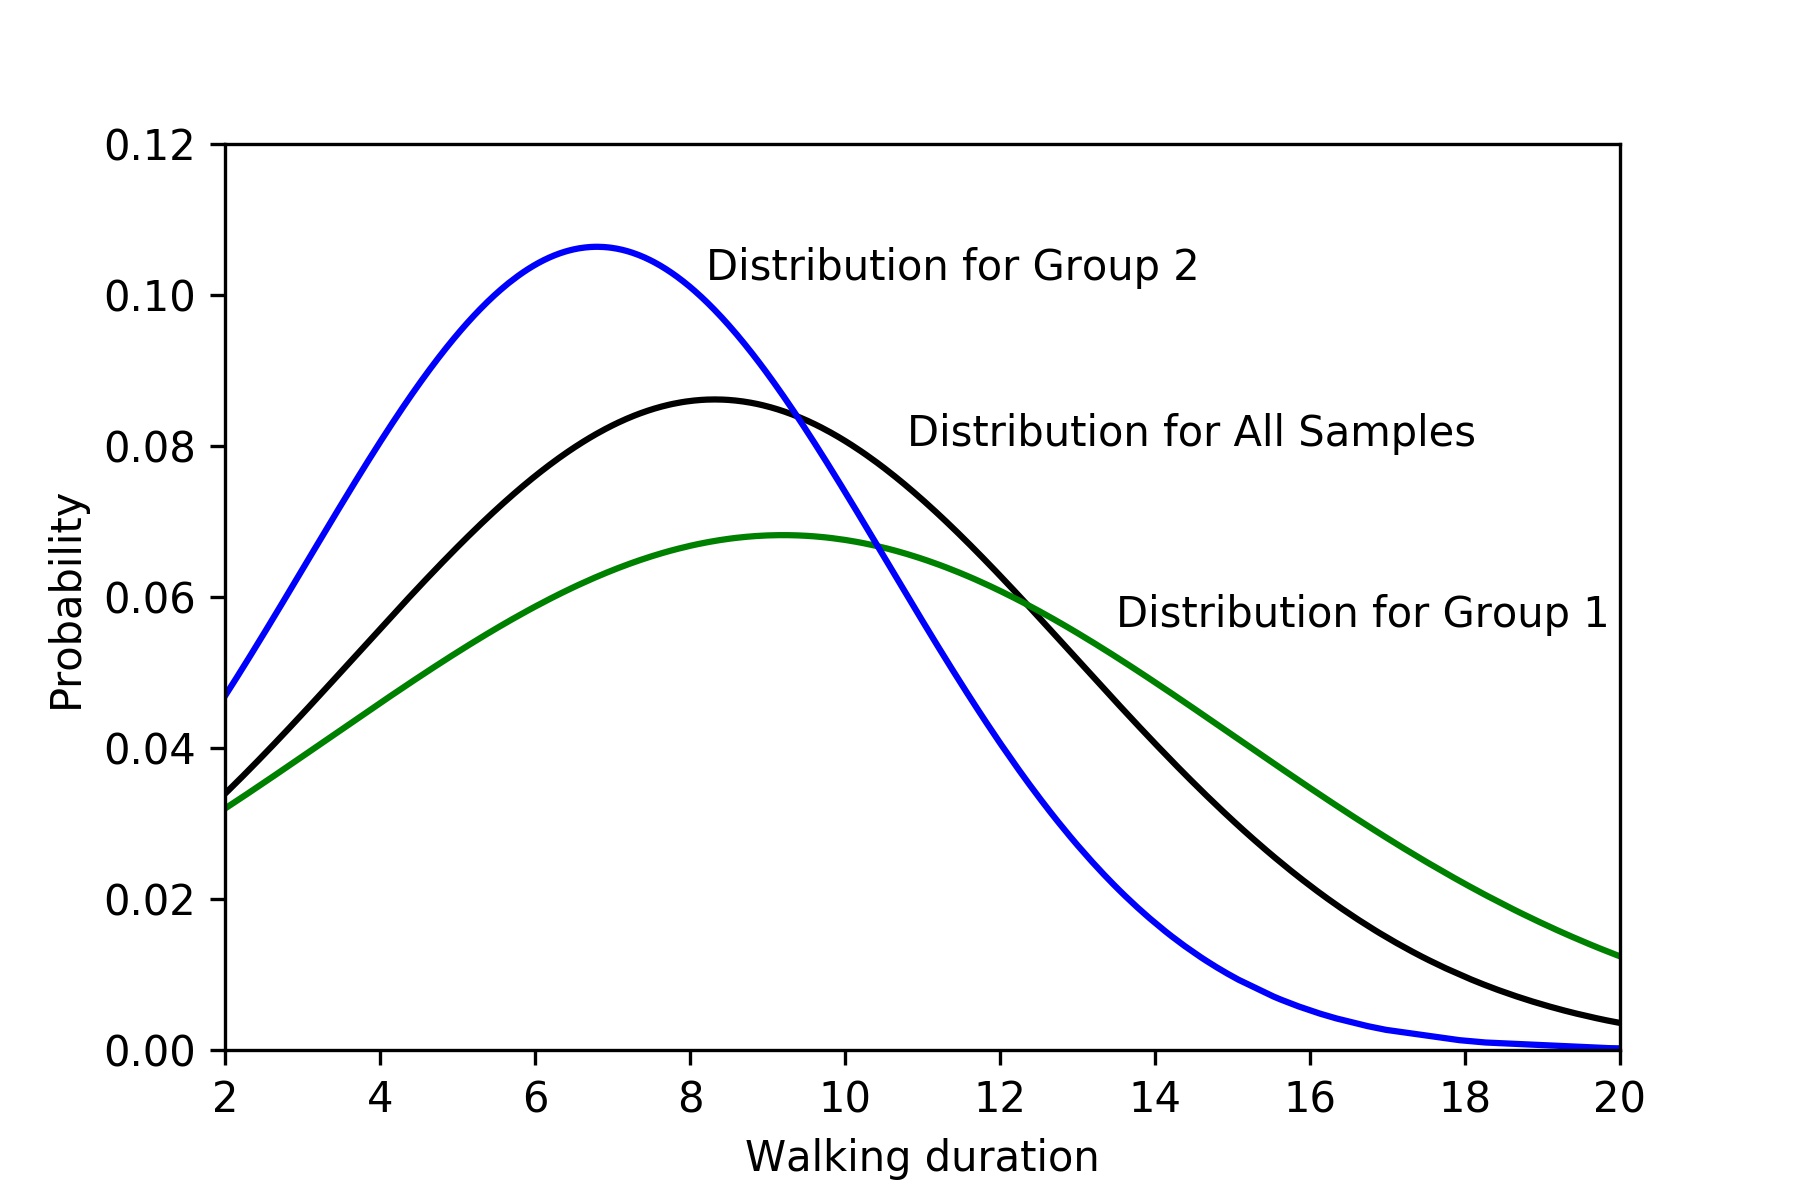 0.12
0.10
0.08
0.06
0.04
0.02
0.00
Probability
Distribution for Group 2
Distribution for All Samples
Distribution for Group 1
2 4 6 8 10 12 14 16 18 20
Walking duration